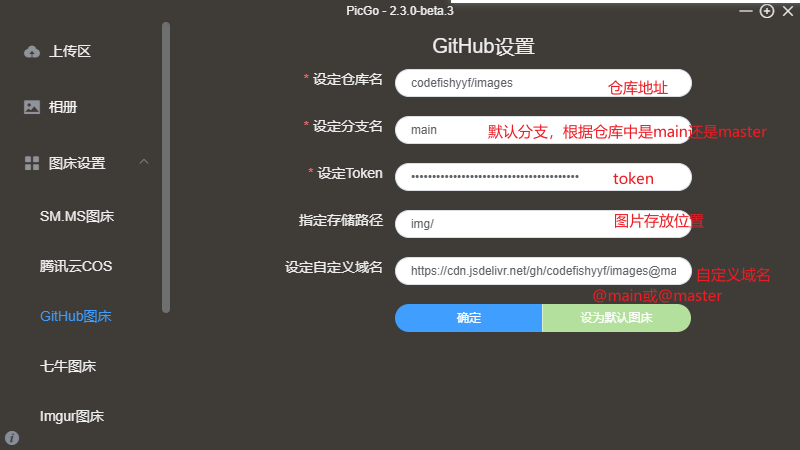 PicGo - 2.3.0-beta.3
上传区
相册
图床设置
SM.MS图床
腾讯云COS
GitHub图床
七牛图床
Imgur图床
GitHub设置
* 设定仓库名 codefishyyf/images 仓库地址
* 设定分支名 main 默认分支，根据仓库中是main还是master
* 设定Token •••••••••••••••••••••••••••••••••••••••• token
指定存储路径 img/ 图片存放位置
设定自定义域名 https://cdn.jsdelivr.net/gh/codefishyyf/images@ma 自定义域名
@main或@master
确定 设为默认图床